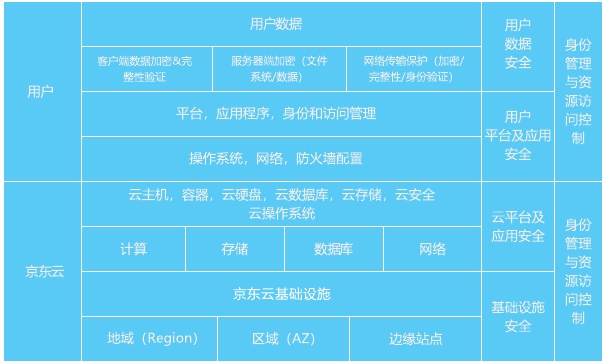 用户
用户数据
客户端数据加密&完
整性验证
服务器端加密（文件
系统/数据）
网络传输保护（加密/
完整性/身份验证）
平台，应用程序，身份和访问管理
操作系统，网络，防火墙配置
用户
数据
安全
用户
平台及应用
安全
身份
管理
与资
源访
问控
制
京东云
云主机，容器，云硬盘，云数据库，云存储，云安全
云操作系统
计算
存储
数据库
网络
京东云基础设施
地域（Region）
区域（AZ）
边缘站点
云平台及
应用安全
基础设施
安全
身份
管理
与资
源访
问控
制